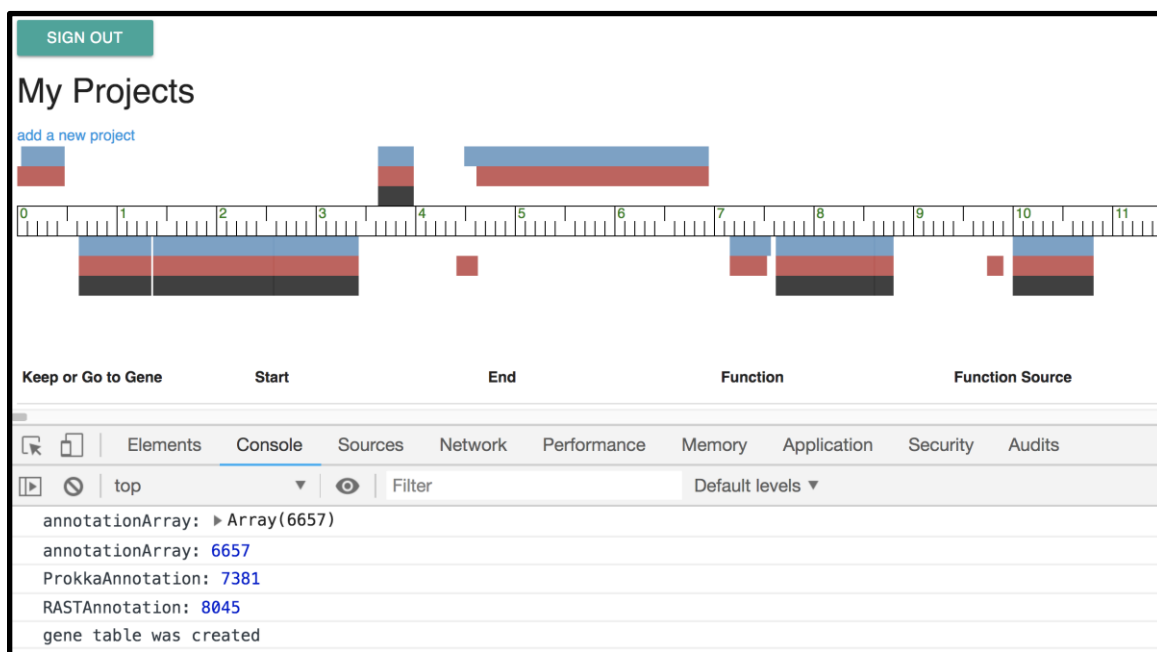 SIGN OUT
My Projects
add a new project
0 1 2 3 4 5 6 7 8 9 10 11
Keep or Go to Gene Start End Function Function Source
Elements Console Sources Network Performance Memory Application Security Audits
top Filter Default levels
annotationArray: Array(6657)
annotationArray: 6657
ProkkaAnnotation: 7381
RASTAnnotation: 8045
gene table was created